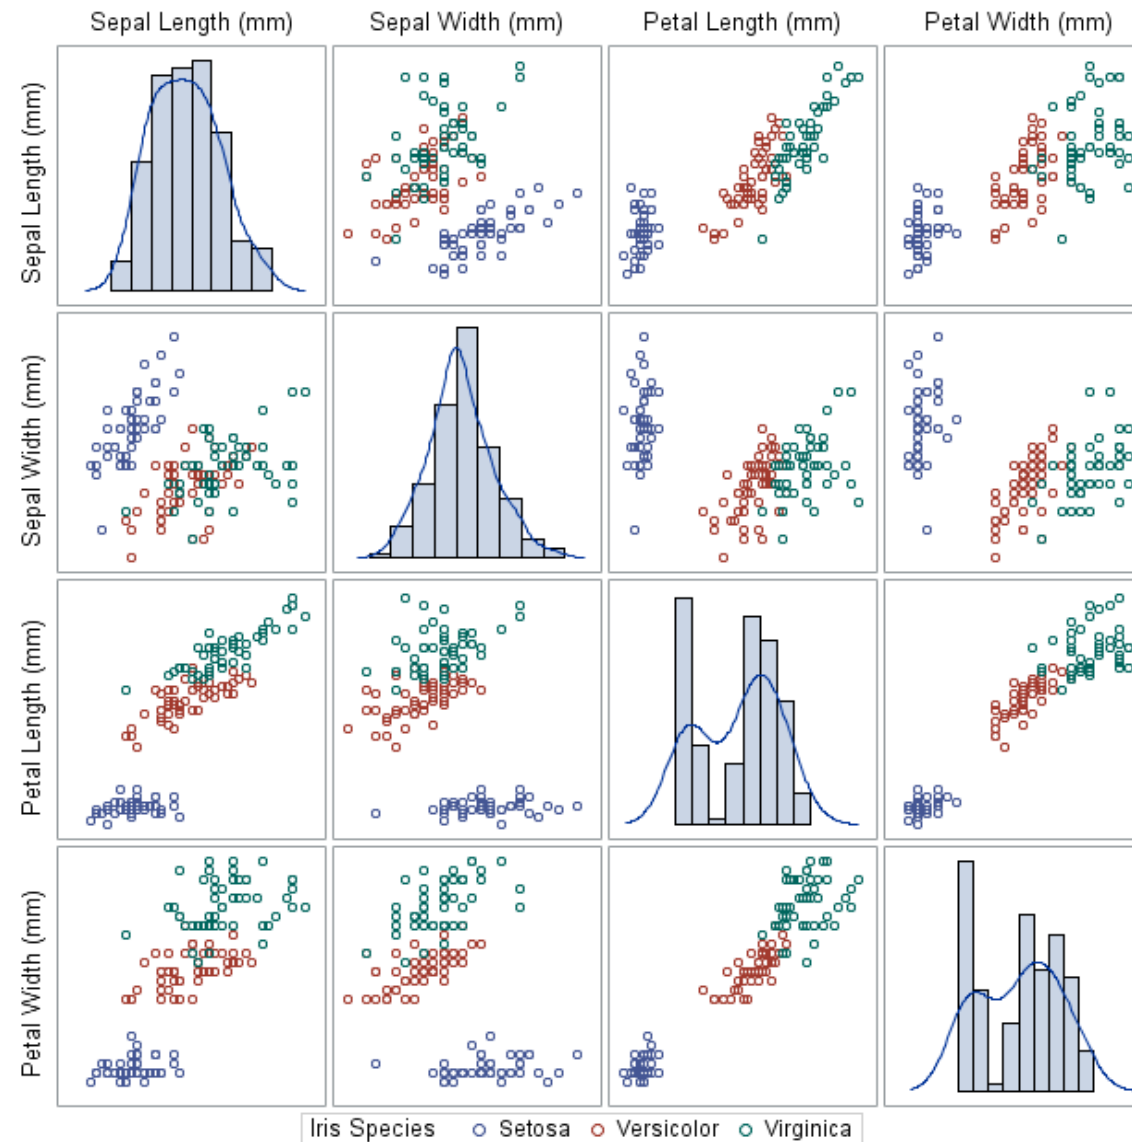 Sepal Length (mm) Sepal Width (mm) Petal Length (mm) Petal Width (mm)
Sepal Length (mm)
Sepal Width (mm)
Petal Length (mm)
Petal Width (mm)
Iris Species Setosa Versicolor Virginica